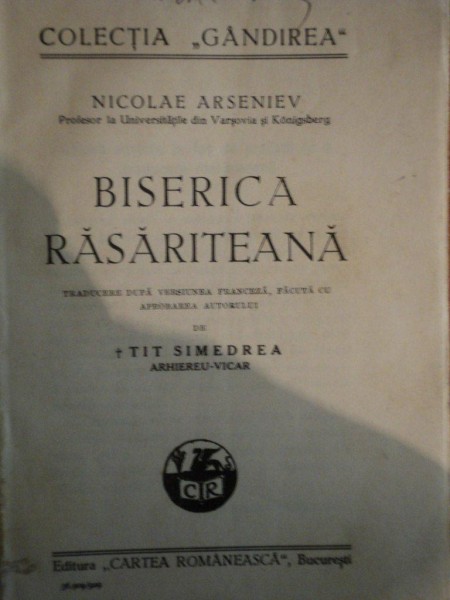 COLECȚIA „GÂNDIREA“
NICOLAE ARSENIEV
Profesor la Universitățile din Varșovia și Königsberg
BISERICA
RĂSĂRITEANĂ
TRADUCERE DUPĂ VERSIUNEA FRANCEZĂ, FĂCUTĂ CU
APROBAREA AUTORULUI
DE
† TIT SIMEDREA
ARHIEREU-VICAR
C R
Editura „CARTEA ROMÂNEASCĂ“, București